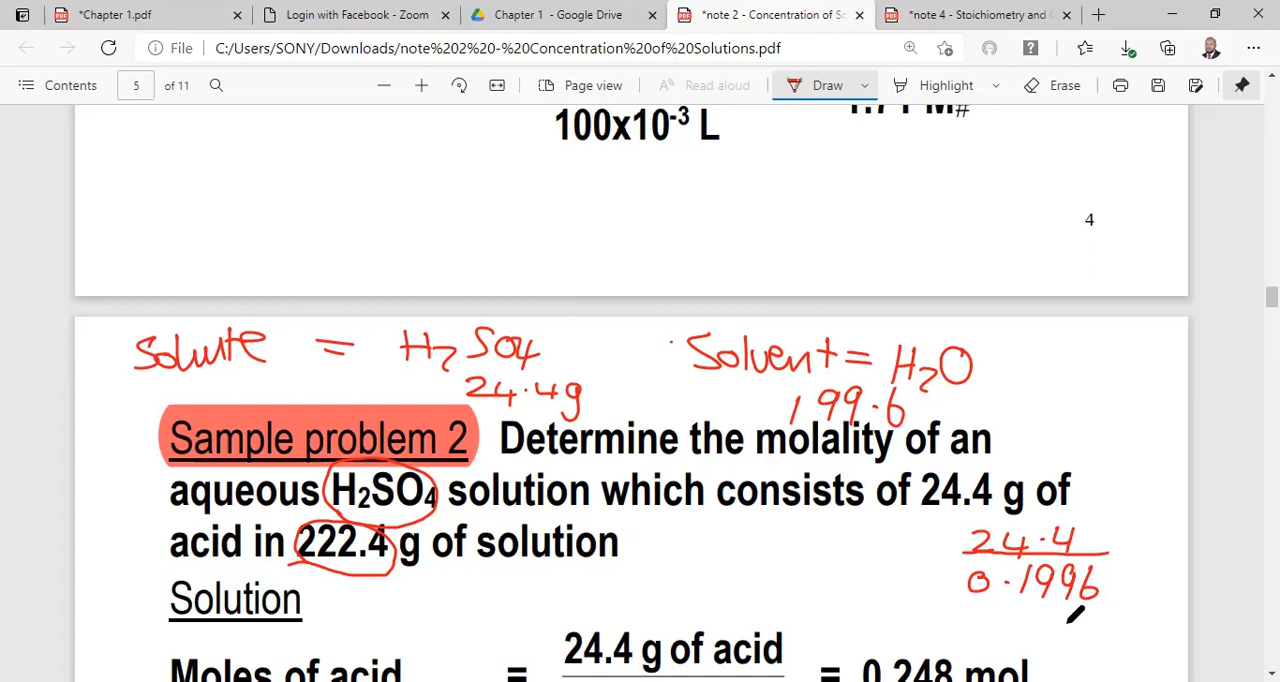 *Chapter 1.pdf
Login with Facebook - Zoom
Chapter 1 - Google Drive
*note 2 - Concentration of So
*note 4 - Stoichiometry and
File
C:/Users/SONY/Downloads/note%202%20-%20Concentration%20of%20Solutions.pdf
Contents
5
of 11
Page view
Read aloud
Draw
Highlight
Erase
100x10⁻³ L
4
Solute = H₂SO4
24.4g
Solvent = H₂O
199.6
Sample problem 2 Determine the molality of an
aqueous H₂SO₄ solution which consists of 24.4 g of
acid in 222.4 g of solution
24.4
0.1996
Solution
24.4 g of acid
Moles of acid = = 0.248 mol